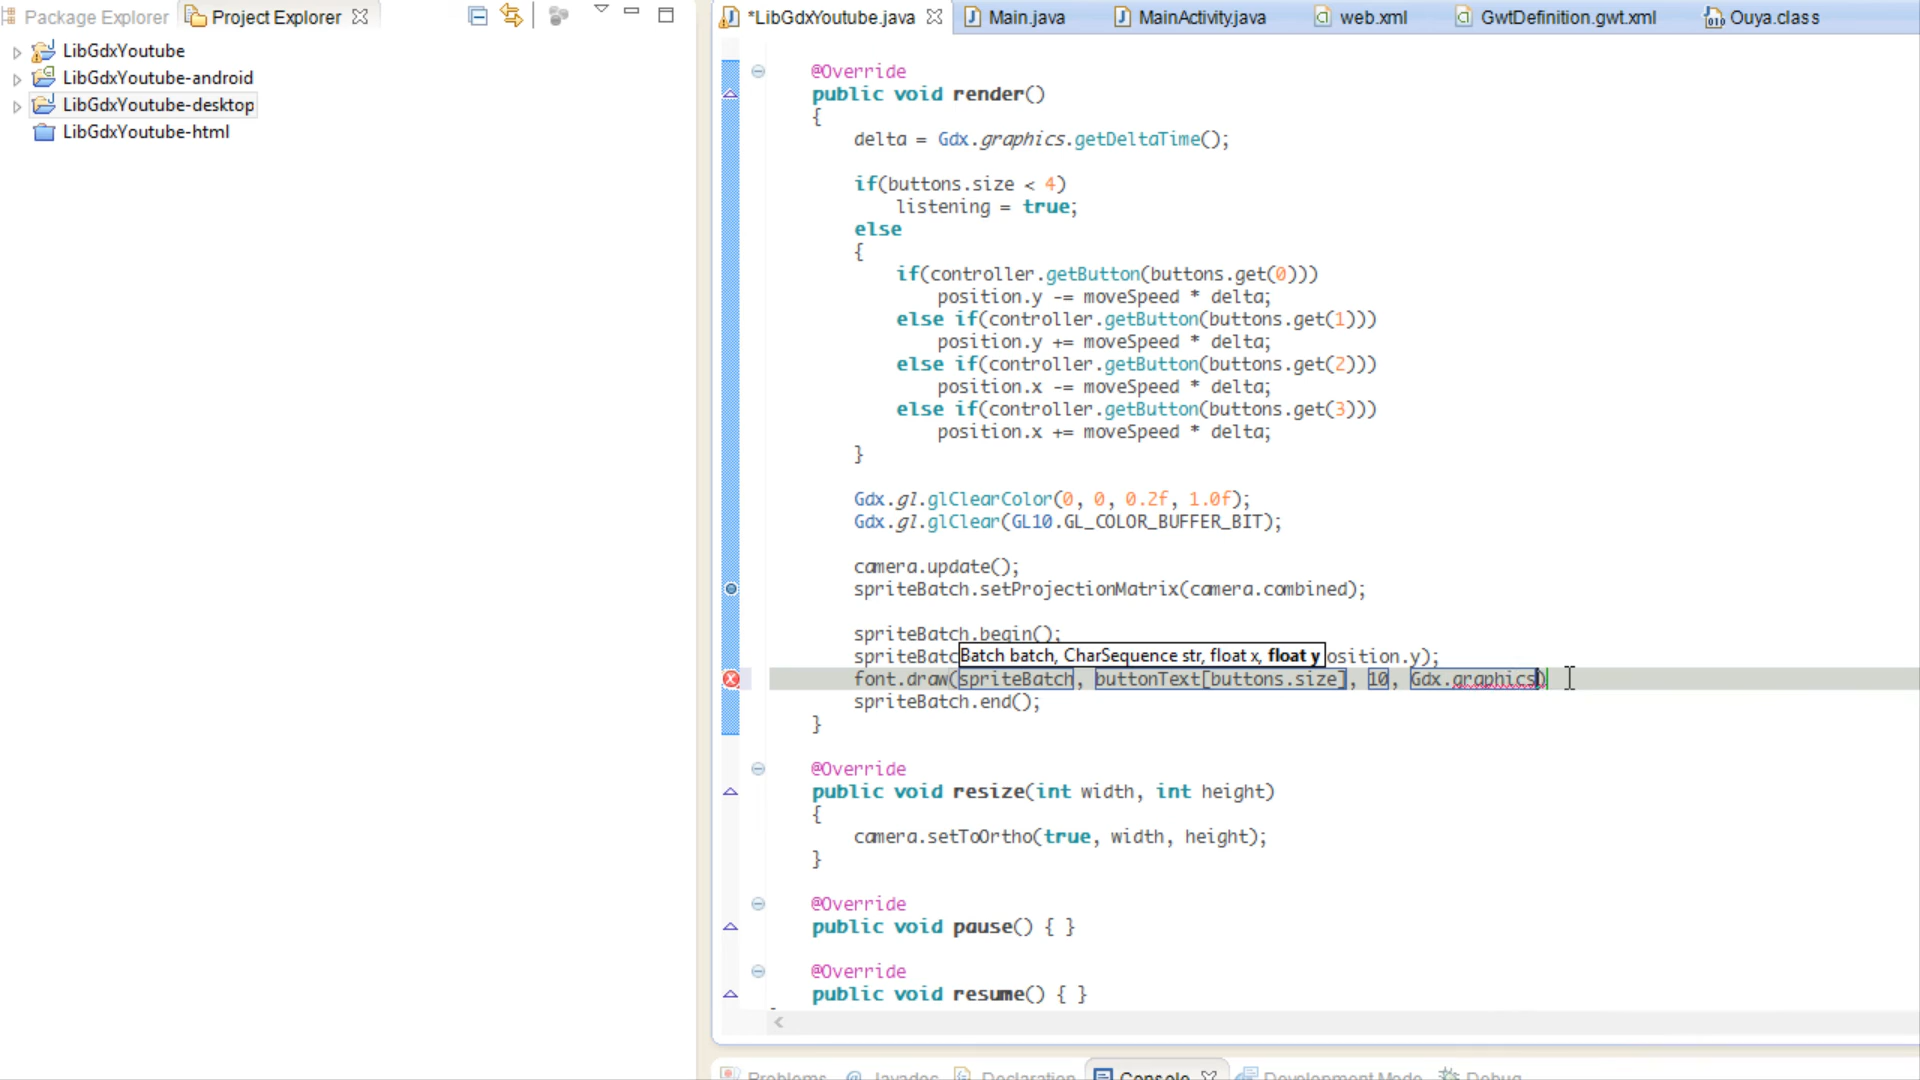 Package Explorer Project Explorer
LibGdxYoutube
LibGdxYoutube-android
LibGdxYoutube-desktop
LibGdxYoutube-html
*LibGdxYoutube.java Main.java MainActivity.java web.xml GwtDefinition.gwt.xml Ouya.class
@Override
public void render()
{
delta = Gdx.graphics.getDeltaTime();
if(buttons.size < 4)
listening = true;
else
{
if(controller.getButton(buttons.get(0)))
position.y -= moveSpeed * delta;
else if(controller.getButton(buttons.get(1)))
position.y += moveSpeed * delta;
else if(controller.getButton(buttons.get(2)))
position.x -= moveSpeed * delta;
else if(controller.getButton(buttons.get(3)))
position.x += moveSpeed * delta;
}
Gdx.gl.glClearColor(0, 0, 0.2f, 1.0f);
Gdx.gl.glClear(GL10.GL_COLOR_BUFFER_BIT);
camera.update();
spriteBatch.setProjectionMatrix(camera.combined);
spriteBatch.begin();
spriteBatc Batch batch, CharSequence str, float x, float y osition.y);
font.draw(spriteBatch, buttonText[buttons.size], 10, Gdx.graphics)
spriteBatch.end();
}
@Override
public void resize(int width, int height)
{
camera.setToOrtho(true, width, height);
}
@Override
public void pause() { }
@Override
public void resume() { }
Problems Javadoc Declaration Console Development Mode Debug